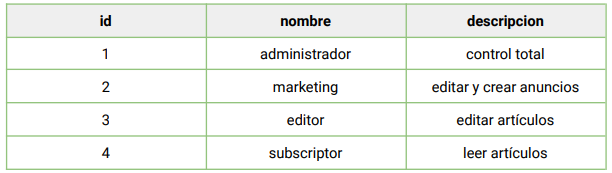 id nombre descripcion
1 administrador control total
2 marketing editar y crear anuncios
3 editor editar artículos
4 subscriptor leer artículos